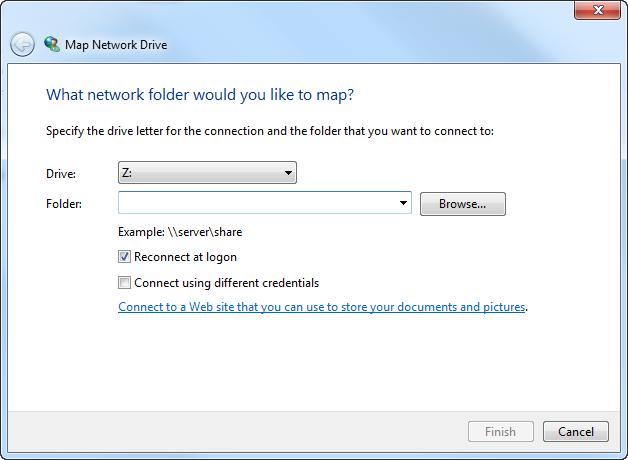 Map Network Drive
What network folder would you like to map?
Specify the drive letter for the connection and the folder that you want to connect to:
Drive: Z:
Folder: Browse...
Example: \\server\share
Reconnect at logon
Connect using different credentials
Connect to a Web site that you can use to store your documents and pictures.
Finish Cancel